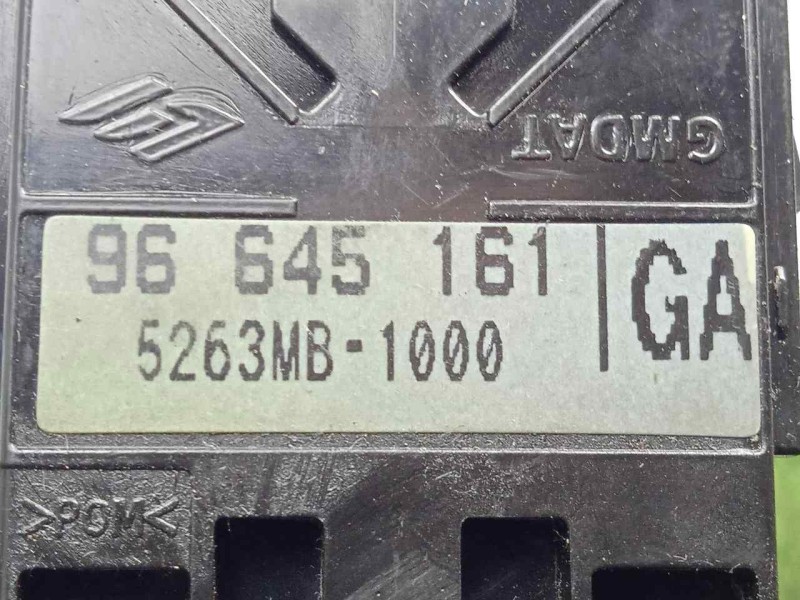 GMDAT
96 645 161 GA
5263MB-1000
>POM<